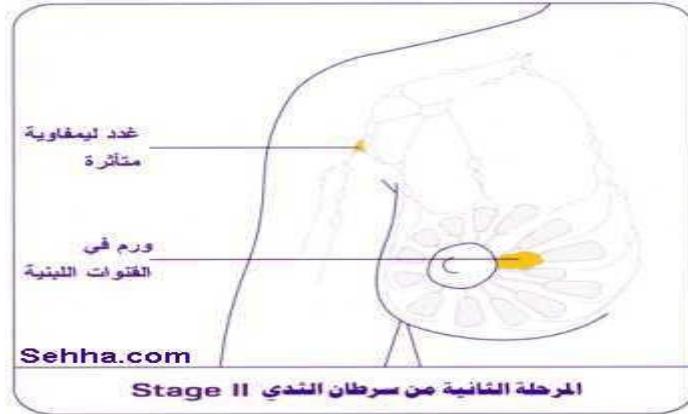 غدد ليمفاوية
متأثرة
ورم في
القنوات اللبنية
Sehha.com
المرحلة الثانية من سرطان الثدي Stage II